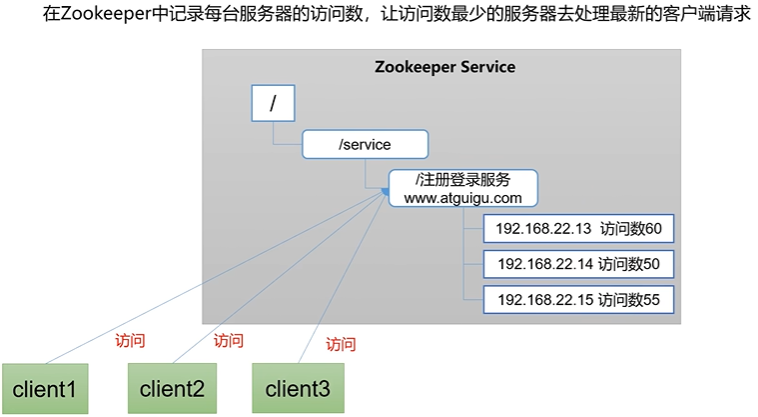 在Zookeeper中记录每台服务器的访问数，让访问数最少的服务器去处理最新的客户端请求
Zookeeper Service
/
/service
/注册登录服务
www.atguigu.com
192.168.22.13 访问数60
192.168.22.14 访问数50
192.168.22.15 访问数55
访问
访问
访问
client1
client2
client3